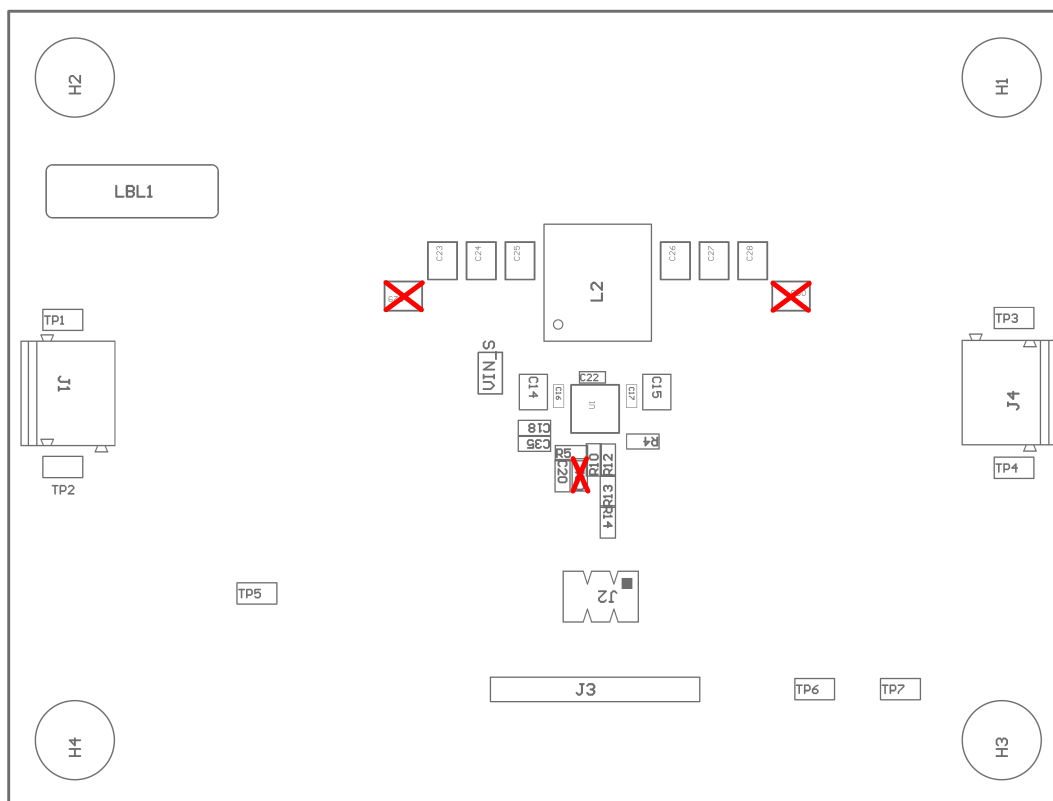 H2
H1
LBL1
C23
C24
C25
C26
C27
C28
L2
TP1
TP3
VIN_S
J1
C14
C16
C22
U1
C17
C15
J4
C18
C35
R4
R5
C20
R10
R12
R13
R14
TP2
TP4
TP5
J2
J3
TP6
TP7
H4
H3